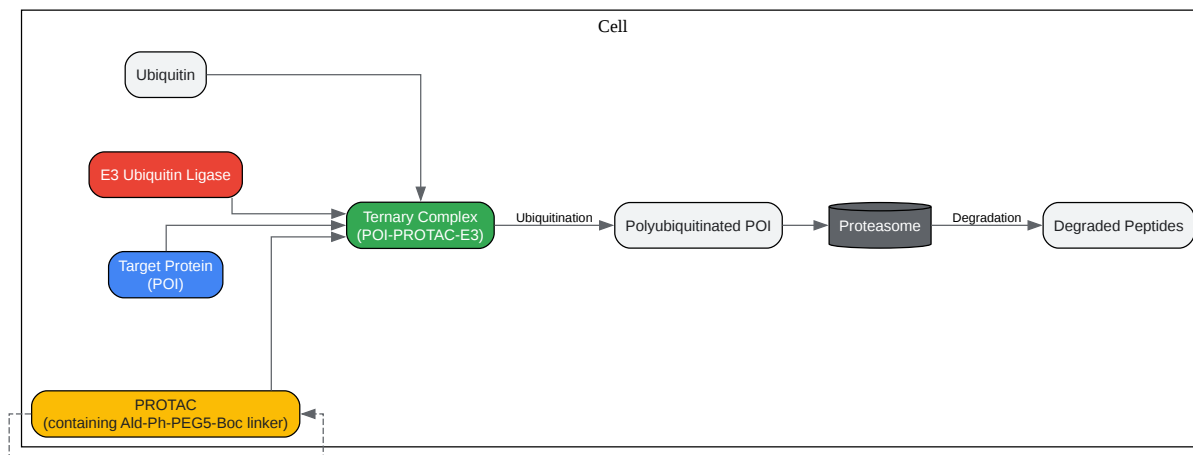 Cell
Ubiquitin
E3 Ubiquitin Ligase
Target Protein
(POI)
PROTAC
(containing Ald-Ph-PEG5-Boc linker)
Ternary Complex
(POI-PROTAC-E3)
Ubiquitination
Polyubiquitinated POI
Proteasome
Degradation
Degraded Peptides